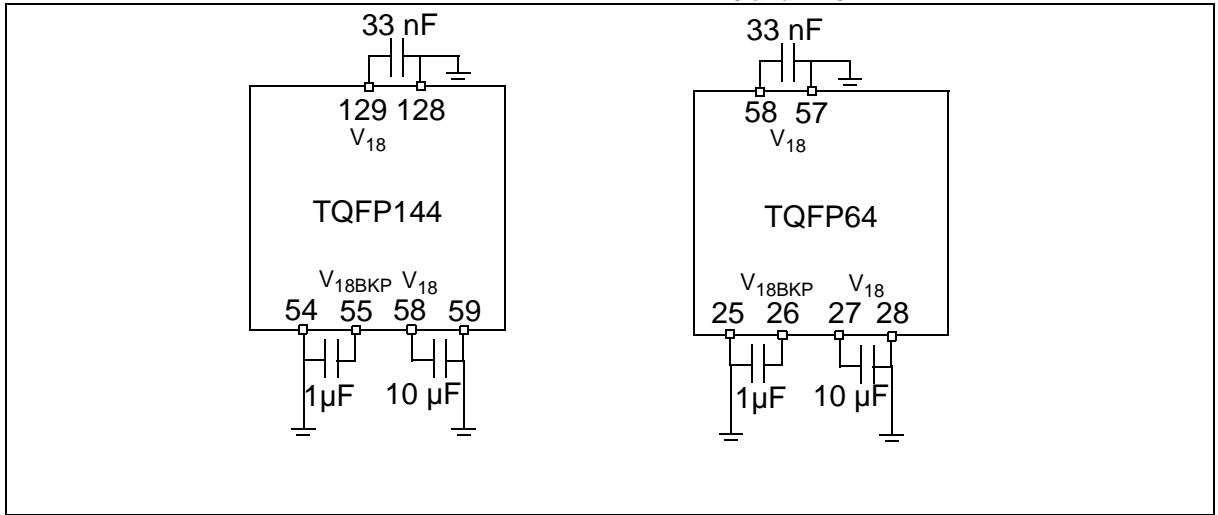 33 nF
129 128
V18
TQFP144
V18BKP V18
54 55 58 59
1µF 10 µF
33 nF
58 57
V18
TQFP64
V18BKP V18
25 26 27 28
1µF 10 µF